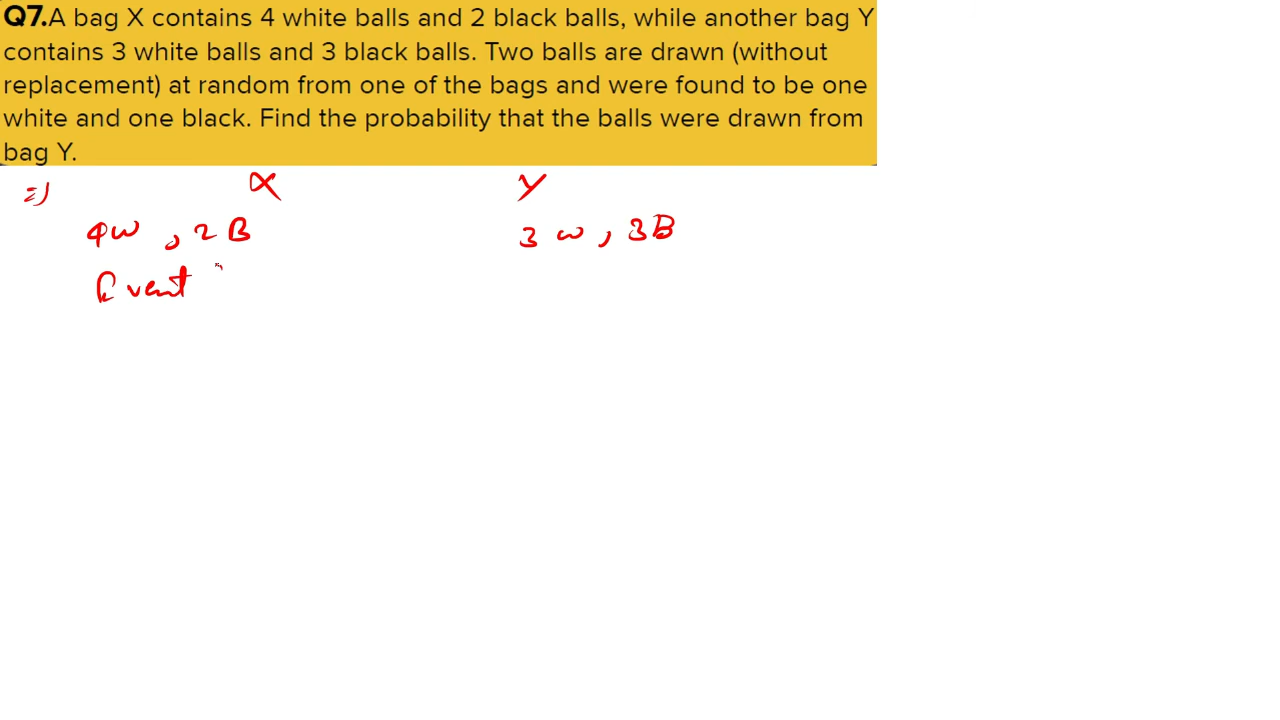 Q7.A bag X contains 4 white balls and 2 black balls, while another bag Y
contains 3 white balls and 3 black balls. Two balls are drawn (without
replacement) at random from one of the bags and were found to be one
white and one black. Find the probability that the balls were drawn from
bag Y.
=) X Y
4w , 2B 3 w , 3B
Event